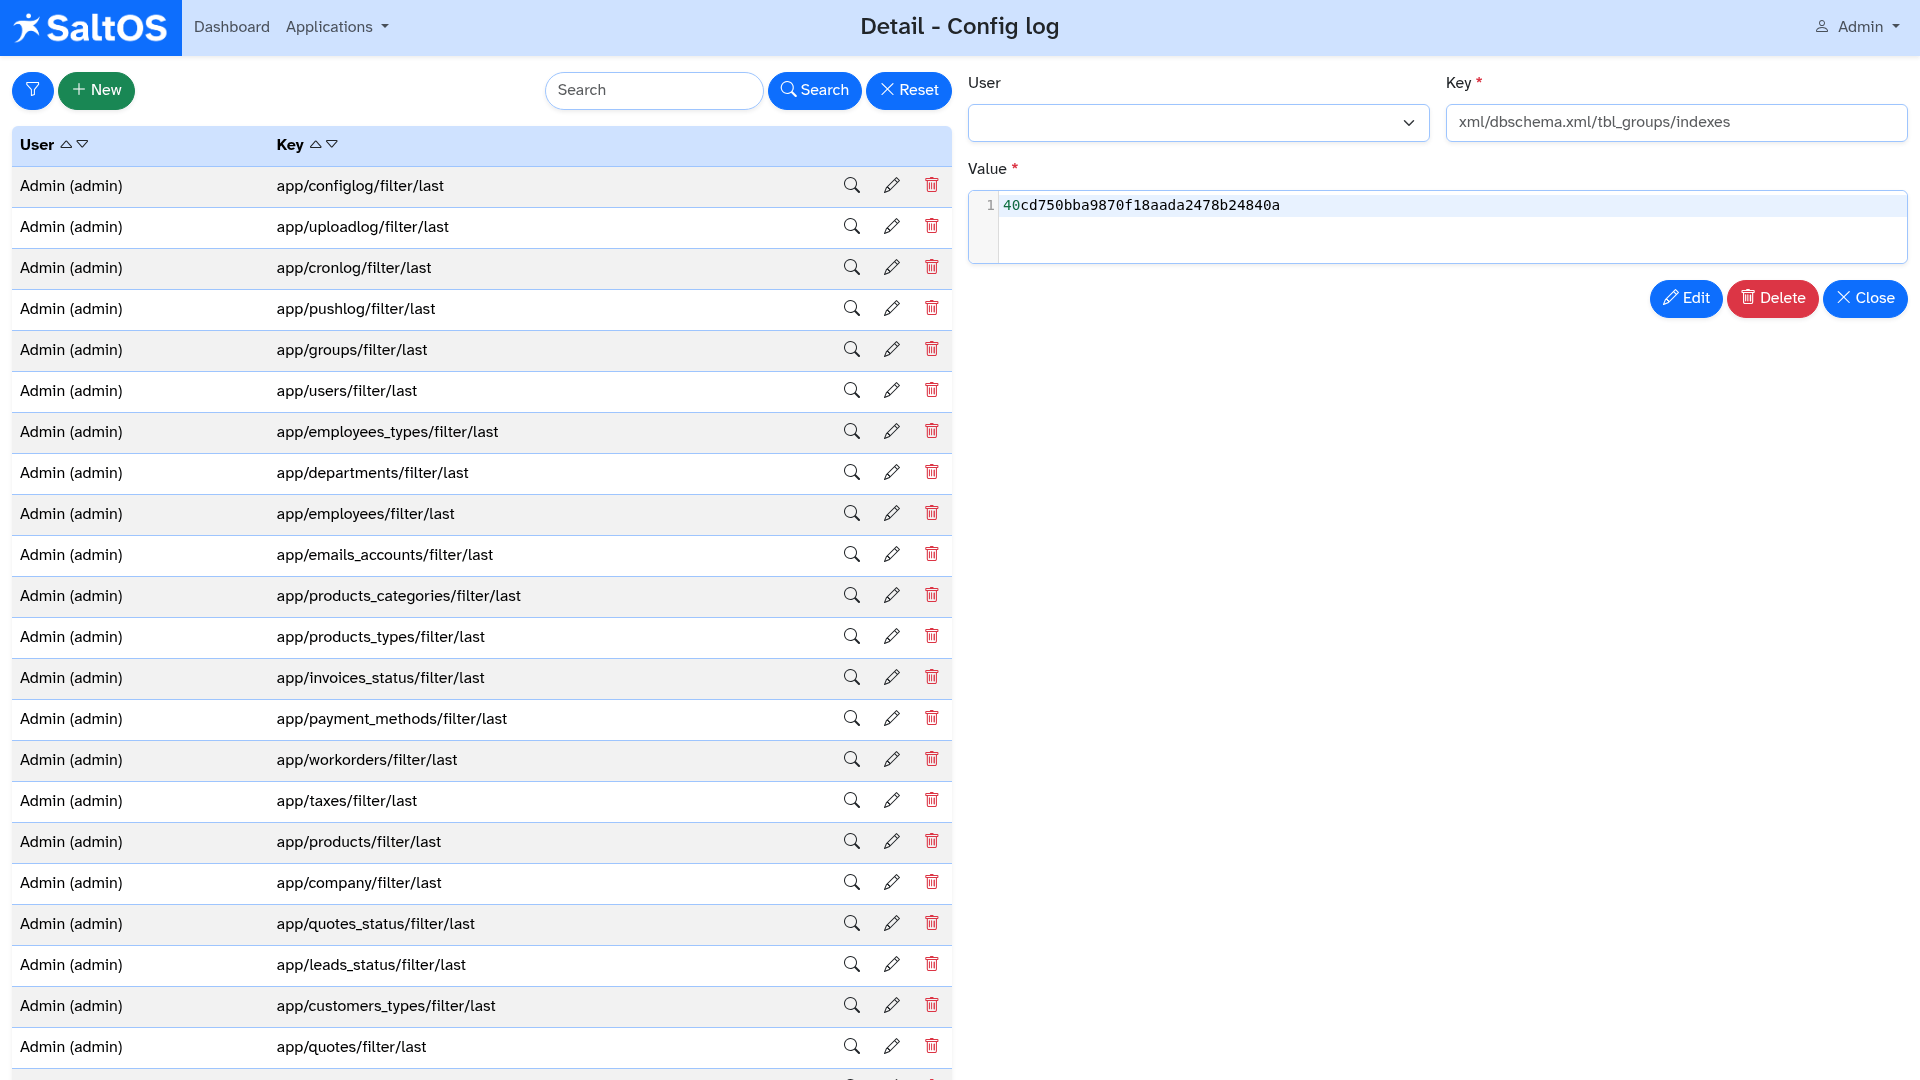 SaltOS Dashboard Applications Detail - Config log Admin
New Search Search Reset
User Key
Admin (admin) app/configlog/filter/last
Admin (admin) app/uploadlog/filter/last
Admin (admin) app/cronlog/filter/last
Admin (admin) app/pushlog/filter/last
Admin (admin) app/groups/filter/last
Admin (admin) app/users/filter/last
Admin (admin) app/employees_types/filter/last
Admin (admin) app/departments/filter/last
Admin (admin) app/employees/filter/last
Admin (admin) app/emails_accounts/filter/last
Admin (admin) app/products_categories/filter/last
Admin (admin) app/products_types/filter/last
Admin (admin) app/invoices_status/filter/last
Admin (admin) app/payment_methods/filter/last
Admin (admin) app/workorders/filter/last
Admin (admin) app/taxes/filter/last
Admin (admin) app/products/filter/last
Admin (admin) app/company/filter/last
Admin (admin) app/quotes_status/filter/last
Admin (admin) app/leads_status/filter/last
Admin (admin) app/customers_types/filter/last
Admin (admin) app/quotes/filter/last
User Key *
xml/dbschema.xml/tbl_groups/indexes
Value *
1 40cd750bba9870f18aada2478b24840a
Edit Delete Close